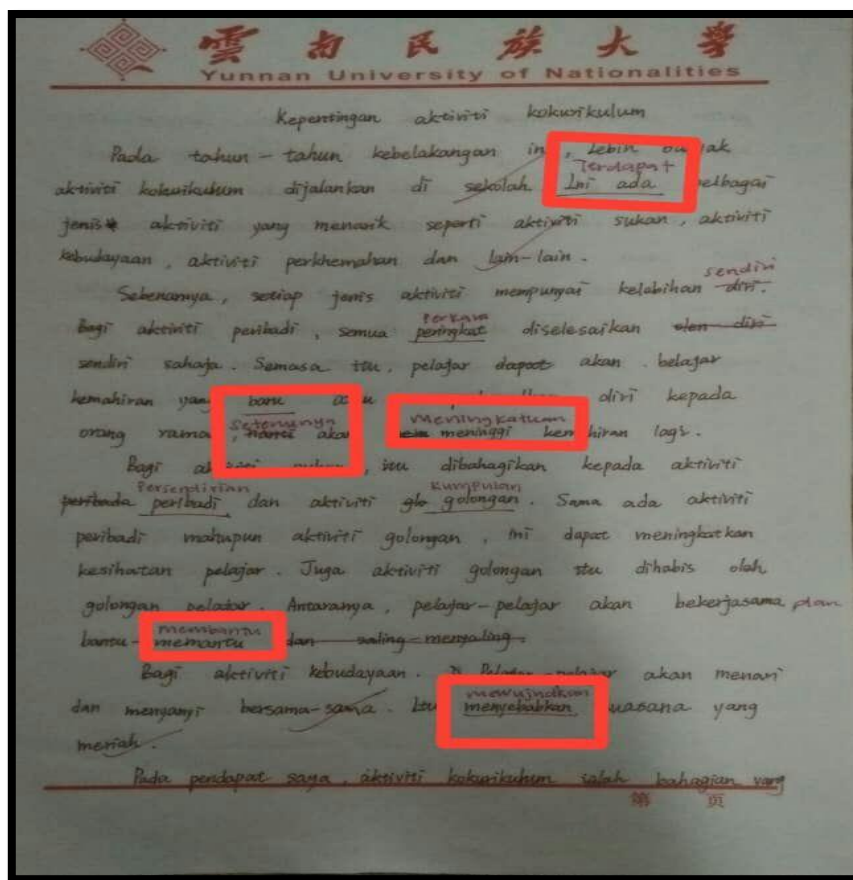 雲南民族大學
Yunnan University of Nationalities
Kepentingan aktiviti kokurikulum
Pada tahun-tahun kebelakangan in , Lebih
Terdapat
aktiviti kokurikulum dijalankan di sekolah Ini ada pelbagai
jenis aktiviti yang menarik seperti aktiviti sukan, aktiviti
kebudayaan, aktiviti perkhemahan dan lain-lain.
sendiri
Sebenarnya, setiap jenis aktiviti mempunyai kelebihan diri.
Perkara
Bagi aktiviti peribadi, semua peringkat diselesaikan olen diri
sendiri sahaja. Semasa itu, pelajar dapat akan belajar
kemahiran yang baru diri kepada
Seterusnya Meningkatkan
orang ramai, nanti akan mem meninggi kemahiran lagi.
Bagi aktiviti , itu dibahagikan kepada aktiviti
Persendirian Kumpulan
peribada peribadi dan aktiviti glo golongan. Sama ada aktiviti
peribadi mahupun aktiviti golongan, ini dapat meningkatkan
kesihatan pelajar. Juga aktiviti golongan itu dihabis oleh
golongan pelajar. Antaranya, pelajar-pelajar akan bekerjasama dan
membantu
bantu-memantu dan saling-menyaling
Bagi aktiviti kebudayaan. Pelajar-pelajar akan menari
mewujudkan
dan menyanyi bersama-sama. Itu menyebabkan suasana yang
meriah.
Pada pendapat saya, aktiviti kokurikulum ialah bahagian yang
第 页